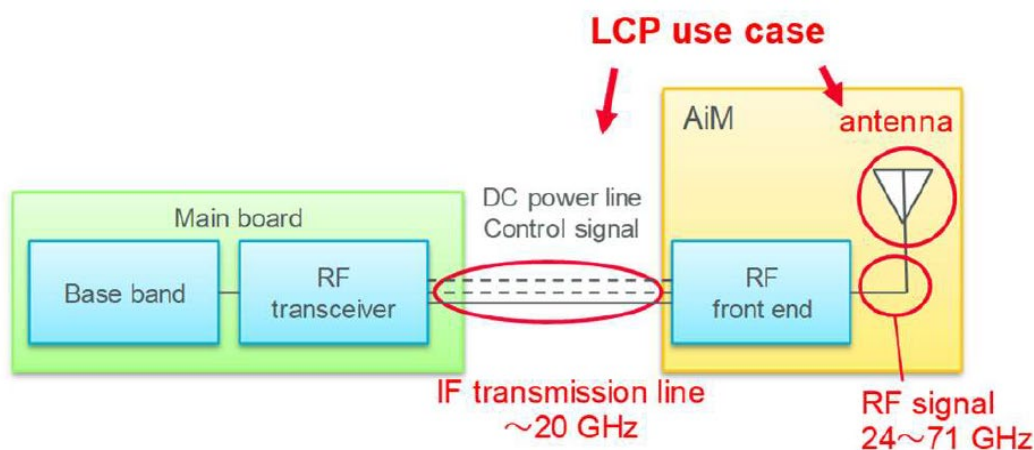 LCP use case
AiM
antenna
DC power line
Control signal
Main board
Base band
RF
transceiver
RF
front end
IF transmission line
～20 GHz
RF signal
24～71 GHz